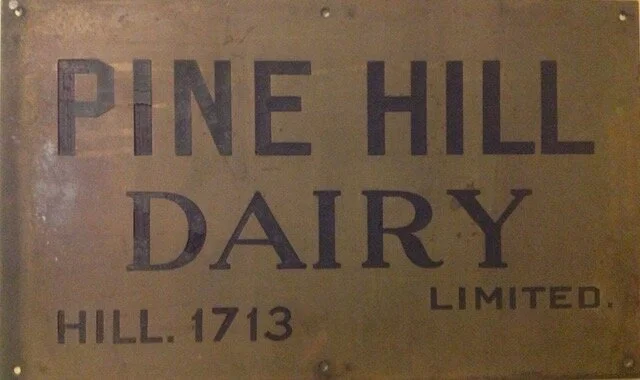 PINE HILL
DAIRY
LIMITED.
HILL. 1713